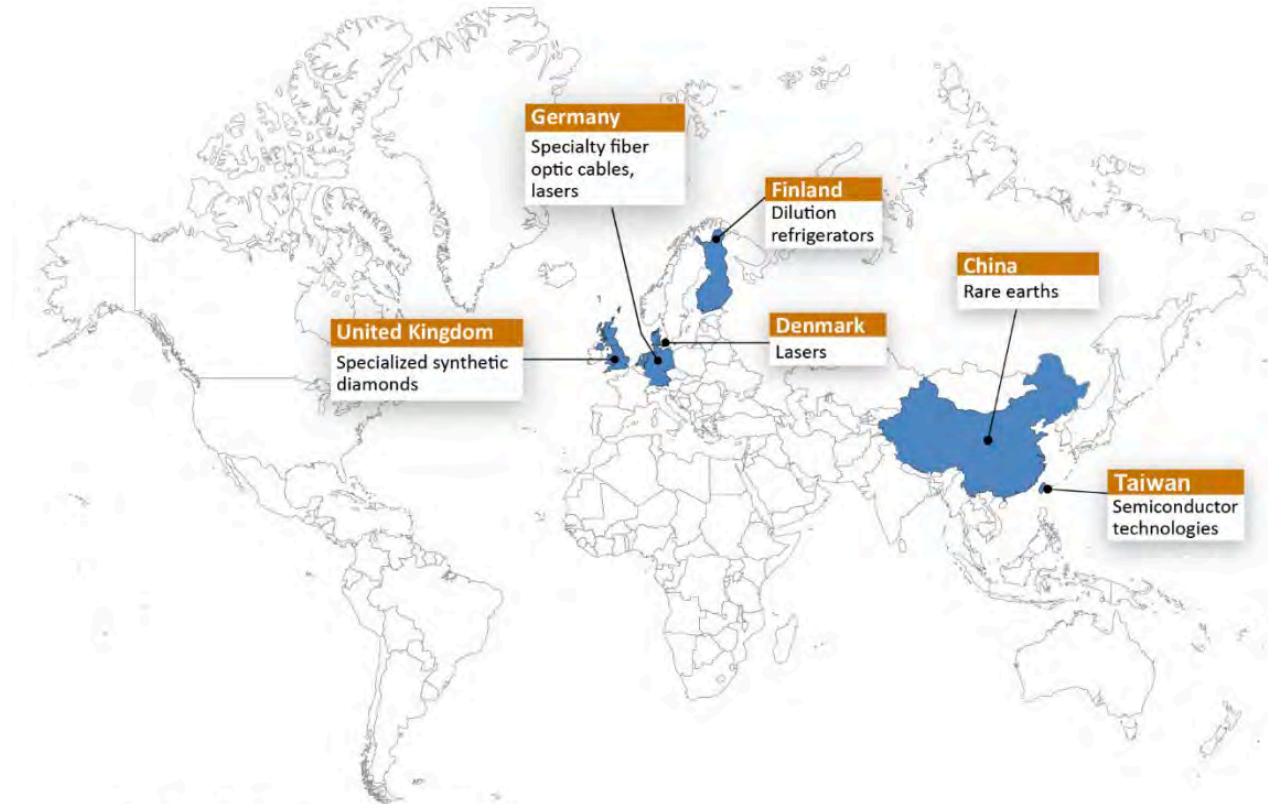 Germany
Specialty fiber
optic cables,
lasers
Finland
Dilution
refrigerators
China
Rare earths
United Kingdom
Specialized synthetic
diamonds
Denmark
Lasers
Taiwan
Semiconductor
technologies